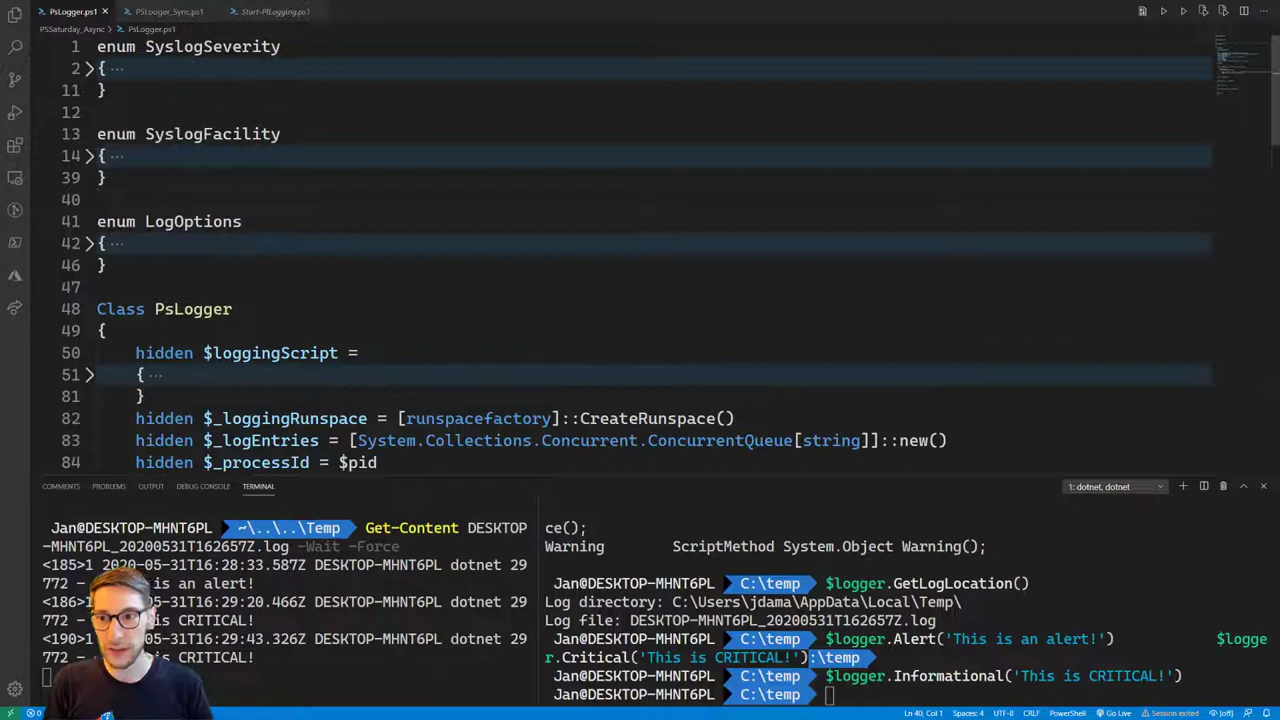 PsLogger.ps1
PSLooger_Sync.ps1
Start-PtLogging.ps1
PSSaturday_Async > PsLogger.ps1
1 enum SyslogSeverity
2 { ...
11 }
12
13 enum SyslogFacility
14 { ...
39 }
40
41 enum LogOptions
42 { ...
46 }
47
48 Class PsLogger
49 {
50 hidden $loggingScript =
51 { ...
81 }
82 hidden $_loggingRunspace = [runspacefactory]::CreateRunspace()
83 hidden $_logEntries = [System.Collections.Concurrent.ConcurrentQueue[string]]::new()
84 hidden $_processId = $pid
COMMENTS PROBLEMS OUTPUT DEBUG CONSOLE TERMINAL
1: dotnet, dotnet
Jan@DESKTOP-MHNT6PL ~\..\..\Temp Get-Content DESKTOP
-MHNT6PL_20200531T162657Z.log -Wait -Force
<185>1 2020-05-31T16:28:33.587Z DESKTOP-MHNT6PL dotnet 29
772 - is an alert!
<186>1 -05-31T16:29:20.466Z DESKTOP-MHNT6PL dotnet 29
772 - is CRITICAL!
<190>1 -05-31T16:29:43.326Z DESKTOP-MHNT6PL dotnet 29
772 - is CRITICAL!
ce();
Warning ScriptMethod System.Object Warning();
Jan@DESKTOP-MHNT6PL C:\temp $logger.GetLogLocation()
Log directory: C:\Users\jdama\AppData\Local\Temp\
Log file: DESKTOP-MHNT6PL_20200531T162657Z.log
Jan@DESKTOP-MHNT6PL C:\temp $logger.Alert('This is an alert!') $logge
r.Critical('This is CRITICAL!'):\temp
Jan@DESKTOP-MHNT6PL C:\temp $logger.Informational('This is CRITICAL!')
Jan@DESKTOP-MHNT6PL C:\temp
0
Ln 40, Col 1 Spaces: 4 UTF-8 CRLF PowerShell Go Live Session exited [off]